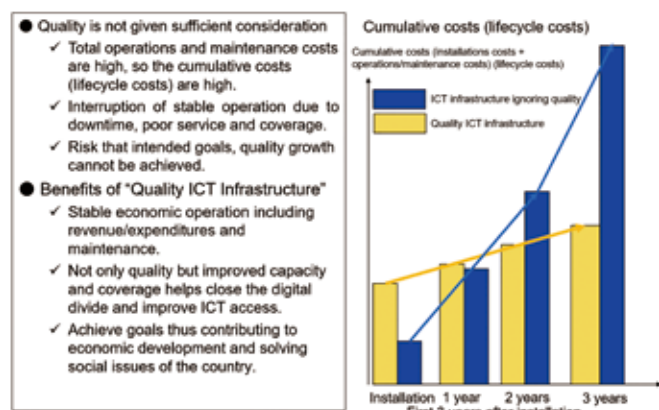 ● Quality is not given sufficient consideration
✓ Total operations and maintenance costs
are high, so the cumulative costs
(lifecycle costs) are high.
✓ Interruption of stable operation due to
downtime, poor service and coverage.
✓ Risk that intended goals, quality growth
cannot be achieved.
● Benefits of “Quality ICT Infrastructure”
✓ Stable economic operation including
revenue/expenditures and
maintenance.
✓ Not only quality but improved capacity
and coverage helps close the digital
divide and improve ICT access.
✓ Achieve goals thus contributing to
economic development and solving
social issues of the country.
Cumulative costs (lifecycle costs)
Cumulative costs (installations costs +
operations/maintenance costs) (lifecycle costs)
ICT infrastructure ignoring quality
Quality ICT infrastructure
Installation 1 year 2 years 3 years
First 3 years after installation